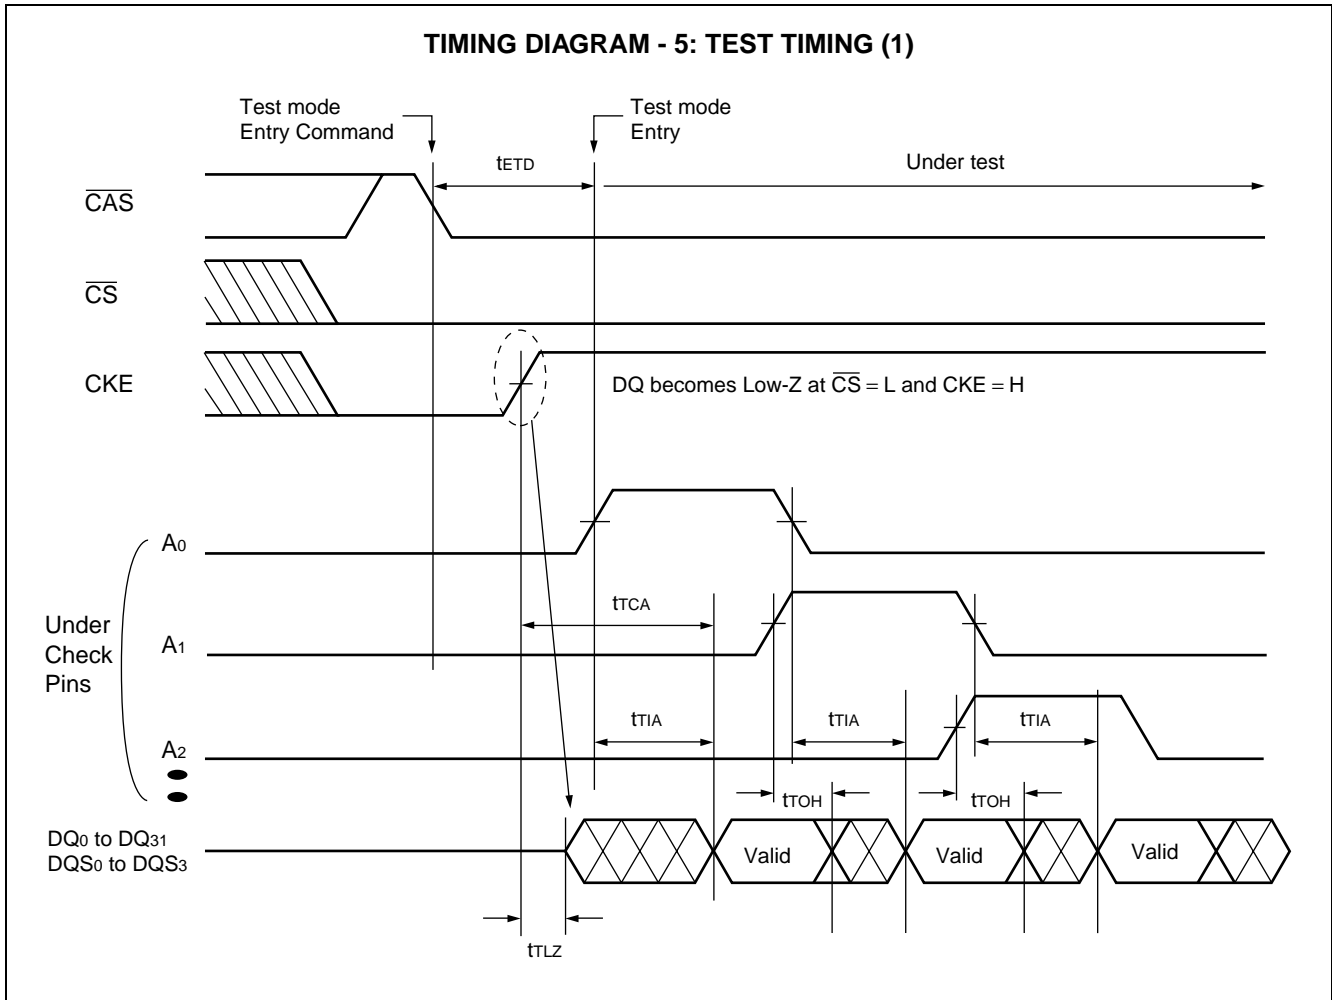 TIMING DIAGRAM - 5: TEST TIMING (1)
Test mode
Entry Command
Test mode
Entry
tETD
Under test
CAS
CS
CKE
DQ becomes Low-Z at CS = L and CKE = H
A0
tTCA
Under
Check
Pins
A1
tTIA
tTIA
tTIA
A2
tTOH
tTOH
DQ0 to DQ31
DQS0 to DQS3
Valid
Valid
Valid
tTLZ